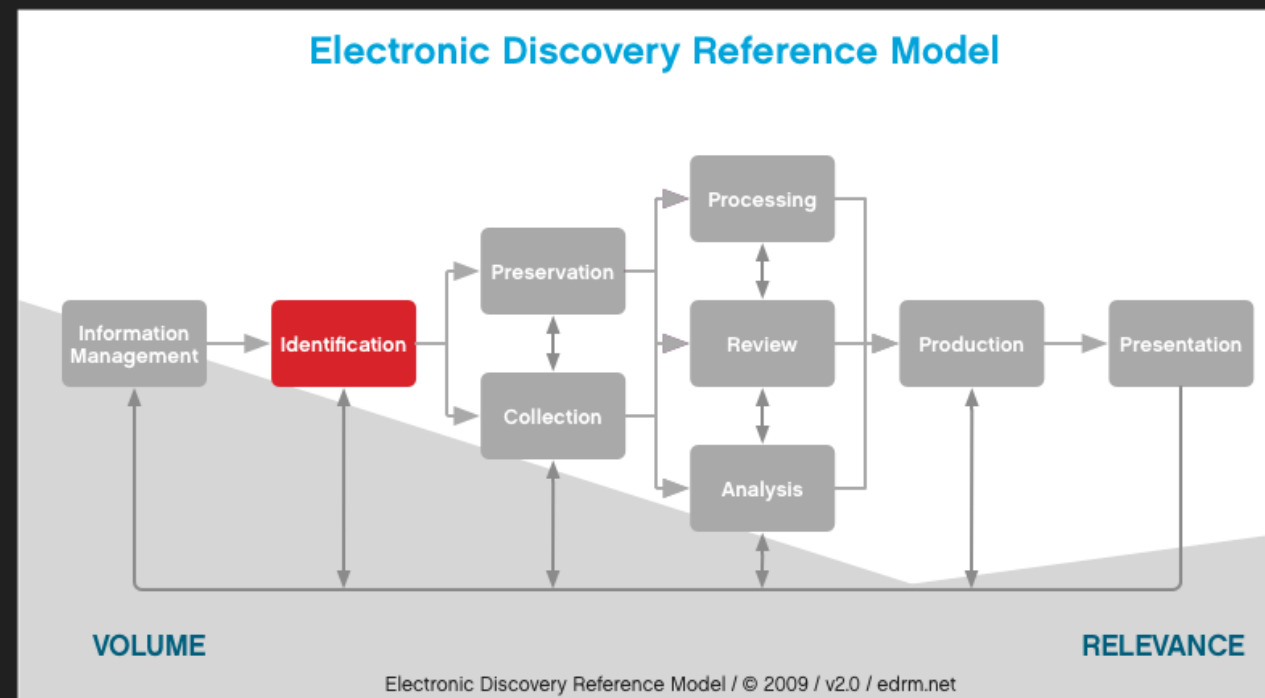 Electronic Discovery Reference Model
Information
Management
Identification
Preservation
Collection
Processing
Review
Analysis
Production
Presentation
VOLUME
RELEVANCE
Electronic Discovery Reference Model / © 2009 / v2.0 / edrm.net